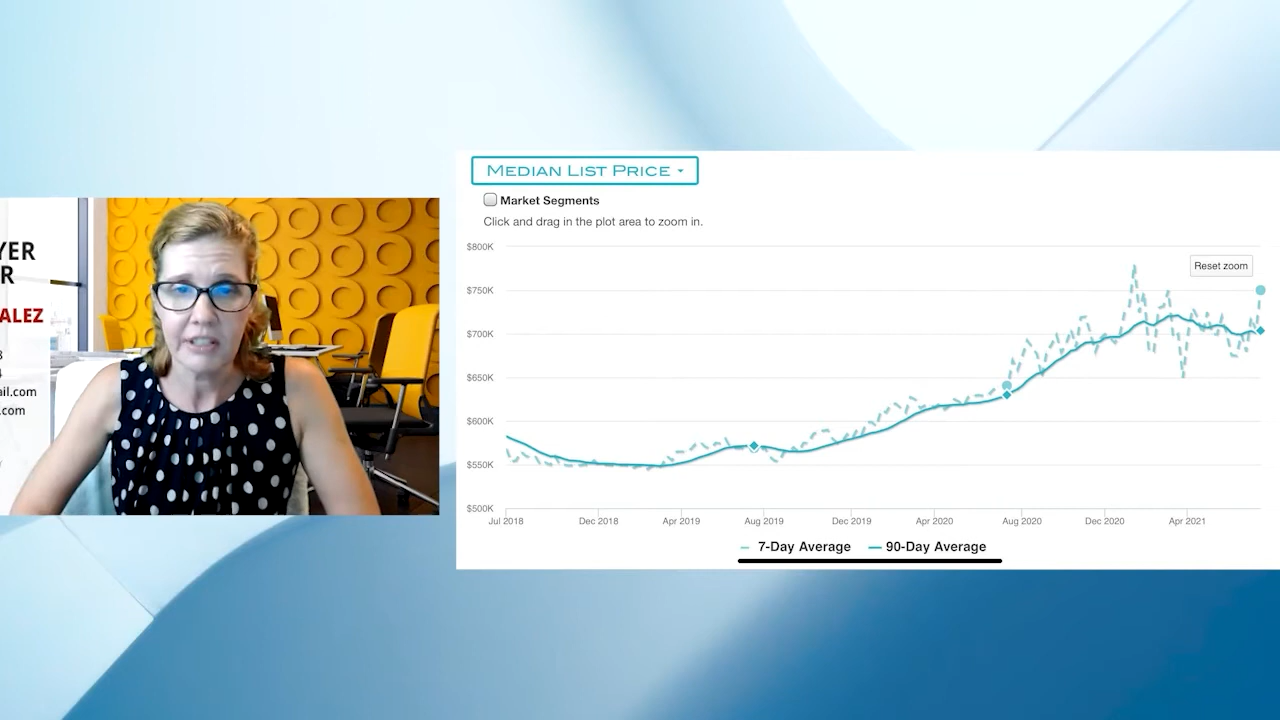 YER
R
ALEZ
8
4
ail.com
.com
MEDIAN LIST PRICE
Market Segments
Click and drag in the plot area to zoom in.
$800K
Reset zoom
$750K
$700K
$650K
$600K
$550K
$500K
Jul 2018 Dec 2018 Apr 2019 Aug 2019 Dec 2019 Apr 2020 Aug 2020 Dec 2020 Apr 2021
7-Day Average 90-Day Average